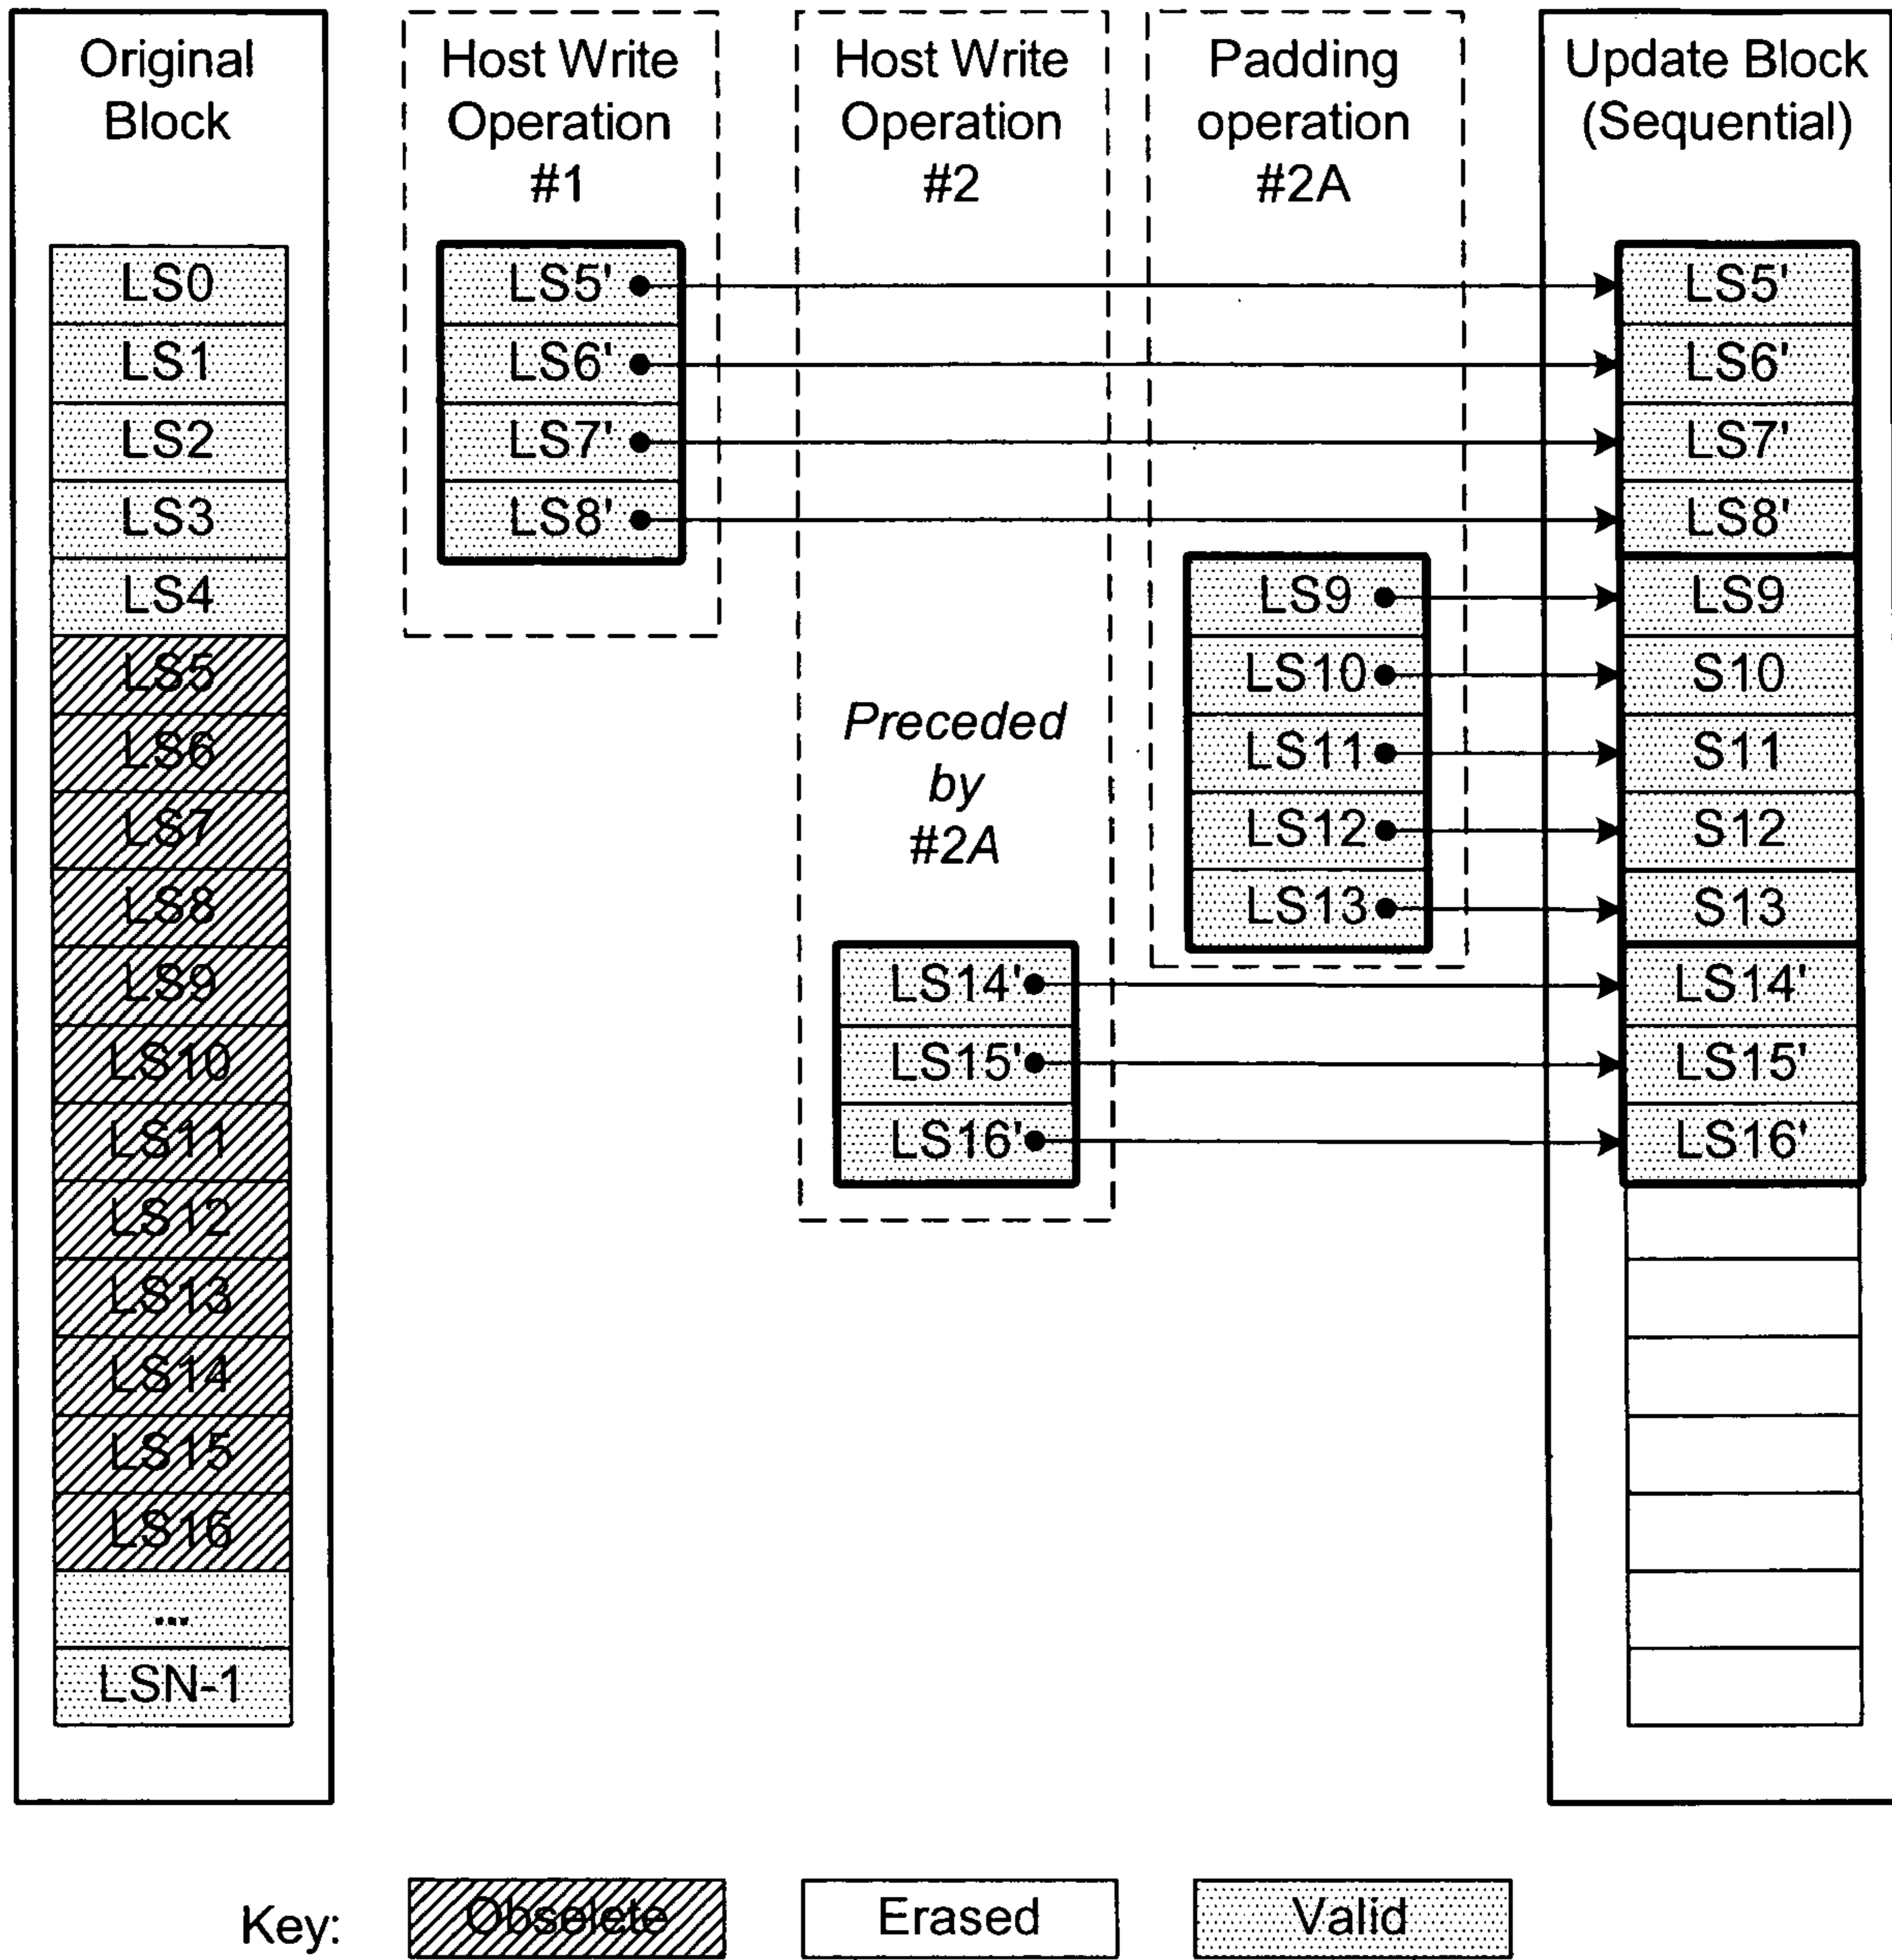 Original
Block
LS0
LS1
LS2
LS3
LS4
LS5
LS6
LS7
LS8
LS9
LS10
LS11
LS12
LS13
LS14
LS15
LS16
...
LSN-1
Host Write
Operation
#1
LS5'
LS6'
LS7'
LS8'
Host Write
Operation
#2
Preceded
by
#2A
LS14'
LS15'
LS16'
Padding
operation
#2A
LS9
LS10
LS11
LS12
LS13
Update Block
(Sequential)
LS5'
LS6'
LS7'
LS8'
LS9
S10
S11
S12
S13
LS14'
LS15'
LS16'
Key:
Obselete
Erased
Valid